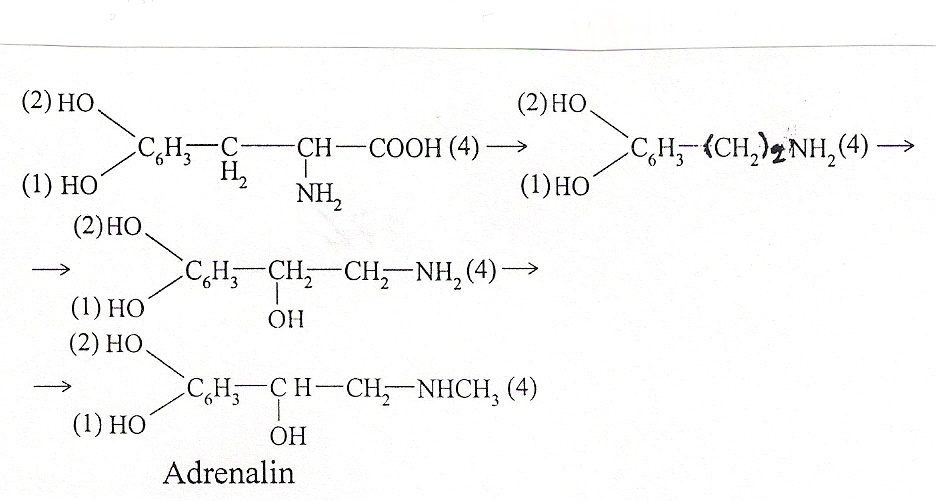 (2) HO (2) HO
C₆H₃—C—CH—COOH (4) → C₆H₃—(CH₂)₂NH₂ (4) →
(1) HO H₂ (1) HO
NH₂
(2) HO
→ C₆H₃—CH₂—CH₂—NH₂ (4) →
(1) HO OH
(2) HO
→ C₆H₃—CH—CH₂—NHCH₃ (4)
(1) HO
OH
Adrenalin